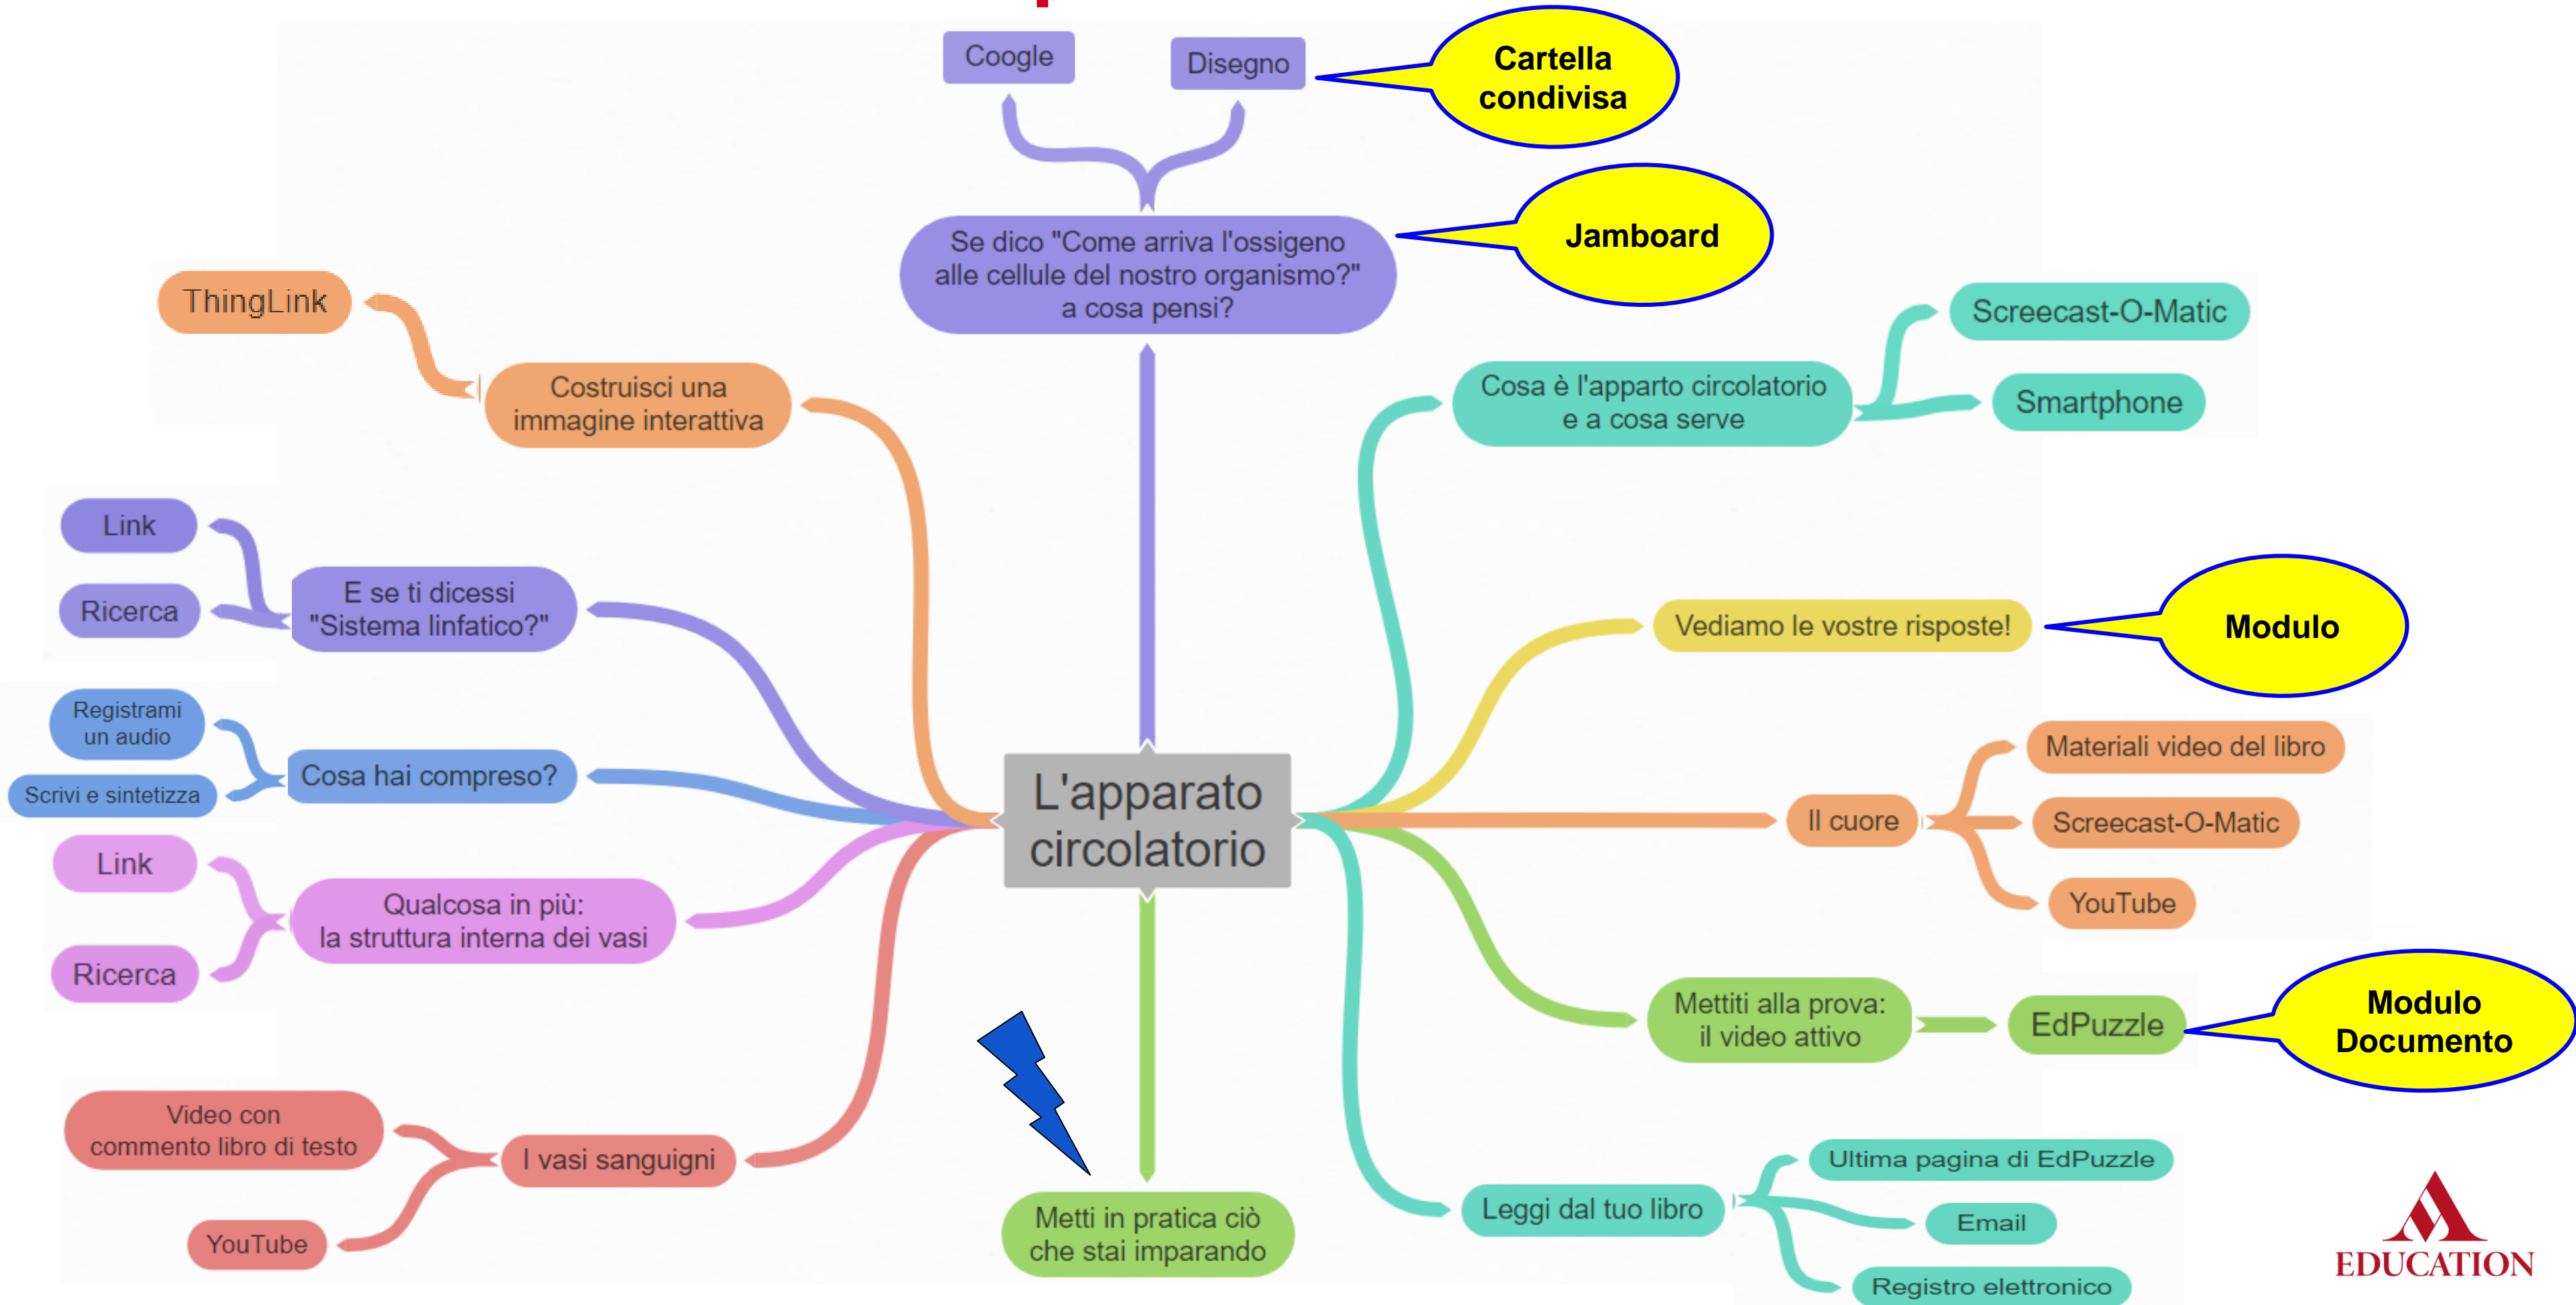 Coogle
Disegno
Cartella
condivisa
Se dico "Come arriva l'ossigeno
alle cellule del nostro organismo?"
a cosa pensi?
Jamboard
ThingLink
Costruisci una
immagine interattiva
Screecast-O-Matic
Cosa è l'apparto circolatorio
e a cosa serve
Smartphone
Link
Ricerca
E se ti dicessi
"Sistema linfatico?"
Vediamo le vostre risposte!
Modulo
Registrami
un audio
Scrivi e sintetizza
Cosa hai compreso?
L'apparato
circolatorio
Il cuore
Materiali video del libro
Screecast-O-Matic
YouTube
Link
Ricerca
Qualcosa in più:
la struttura interna dei vasi
Mettiti alla prova:
il video attivo
EdPuzzle
Modulo
Documento
Video con
commento libro di testo
YouTube
I vasi sanguigni
Metti in pratica ciò
che stai imparando
Leggi dal tuo libro
Ultima pagina di EdPuzzle
Email
Registro elettronico
EDUCATION